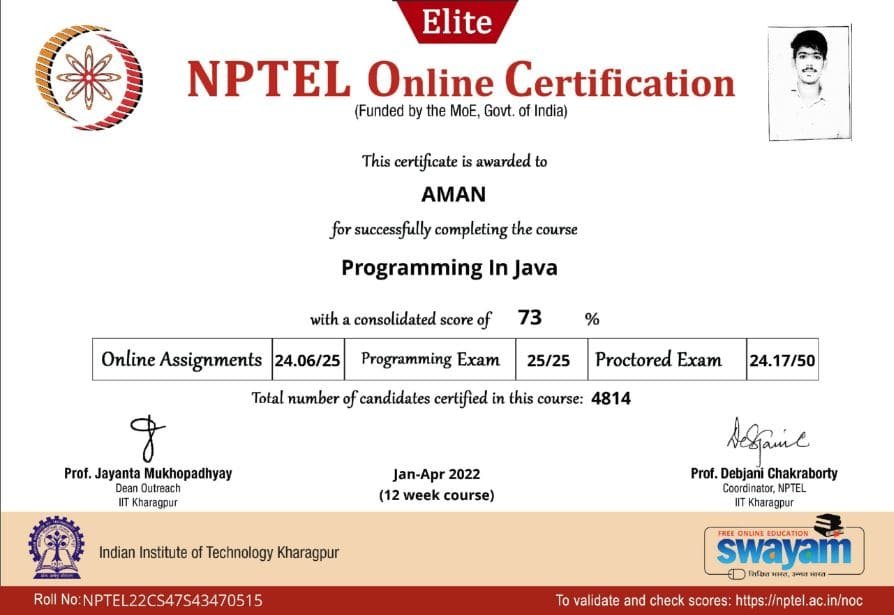 Elite
NPTEL Online Certification
(Funded by the MoE, Govt. of India)
This certificate is awarded to
AMAN
for successfully completing the course
Programming In Java
with a consolidated score of 73 %
Online Assignments 24.06/25 Programming Exam 25/25 Proctored Exam 24.17/50
Total number of candidates certified in this course: 4814
Prof. Jayanta Mukhopadhyay
Dean Outreach
IIT Kharagpur
Jan-Apr 2022
(12 week course)
Prof. Debjani Chakraborty
Coordinator, NPTEL
IIT Kharagpur
Indian Institute of Technology Kharagpur
FREE ONLINE EDUCATION
swayam
शिक्षित भारत, उन्नत भारत
Roll No: NPTEL22CS47S43470515
To validate and check scores: https://nptel.ac.in/noc